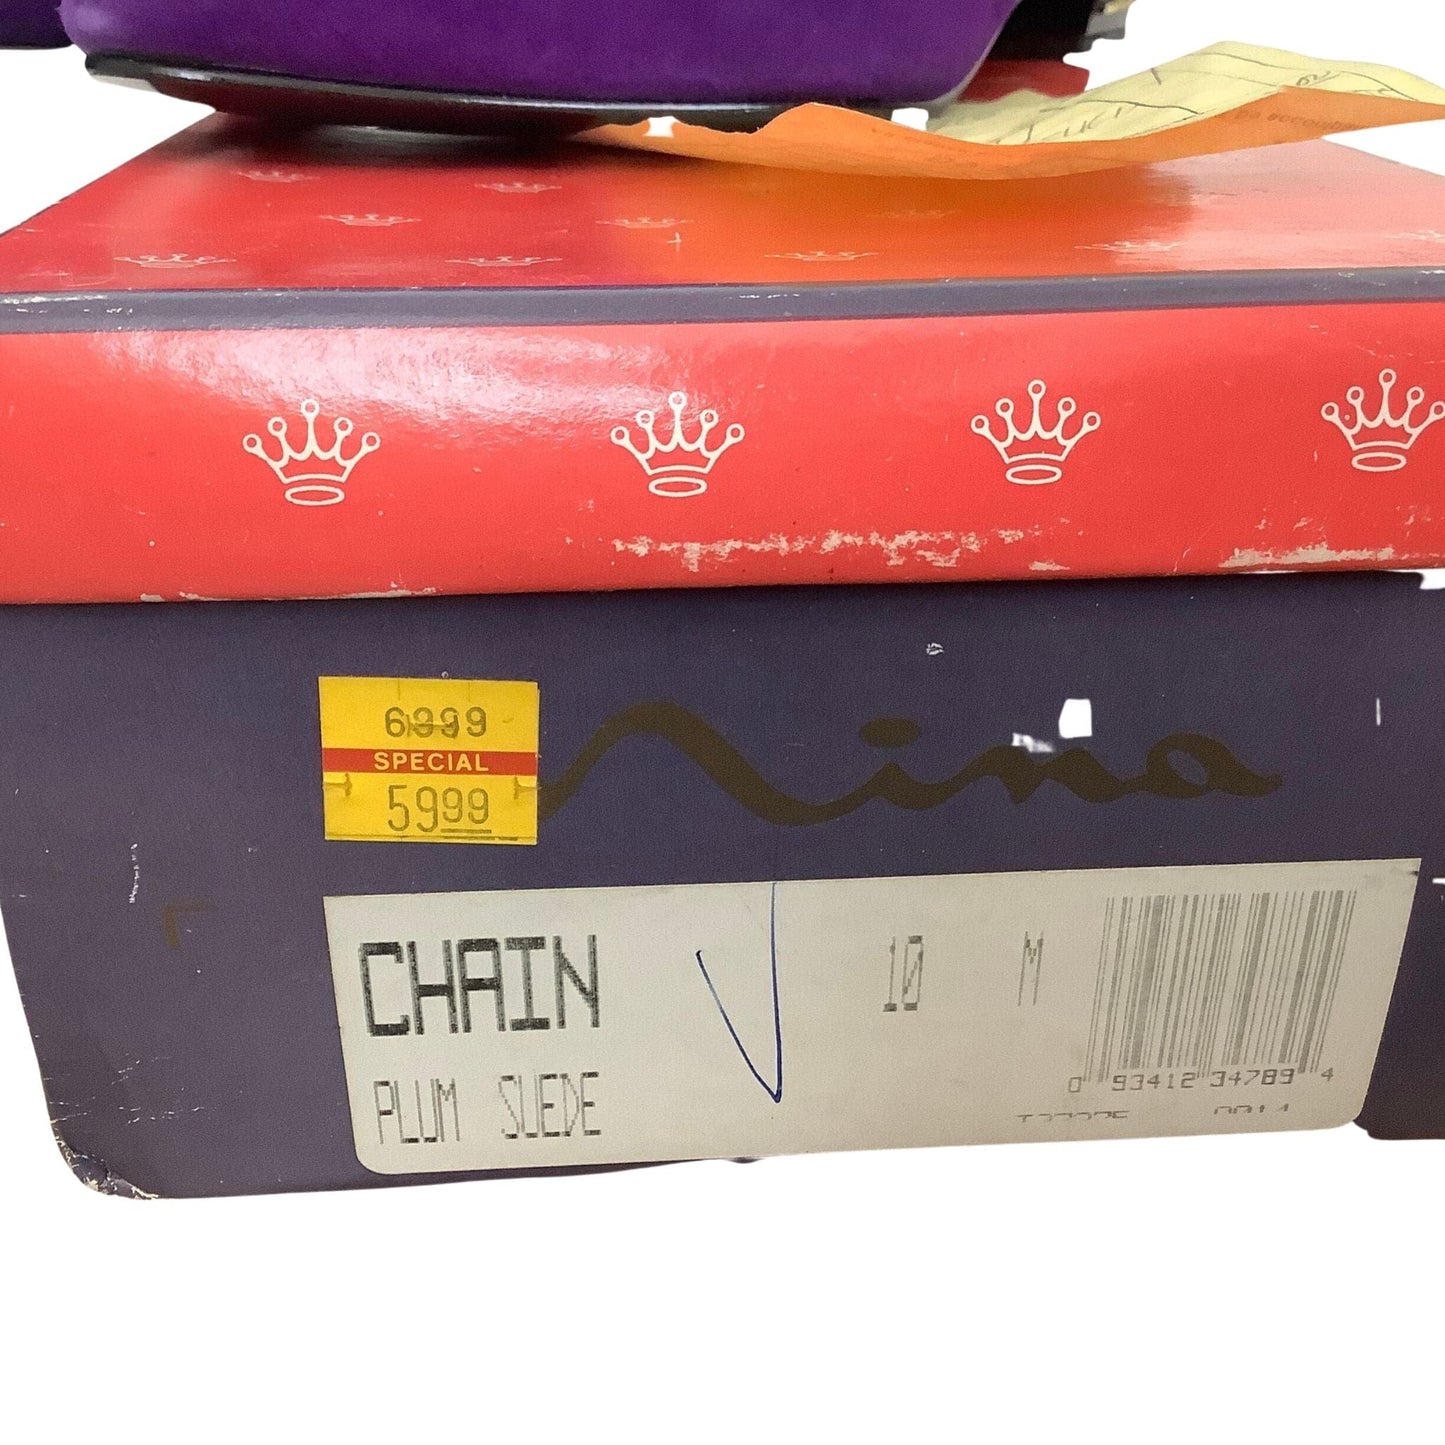 6999
SPECIAL
5999
Nina
CHAIN 10 M
PLUM SUEDE
0 93412 34789 4